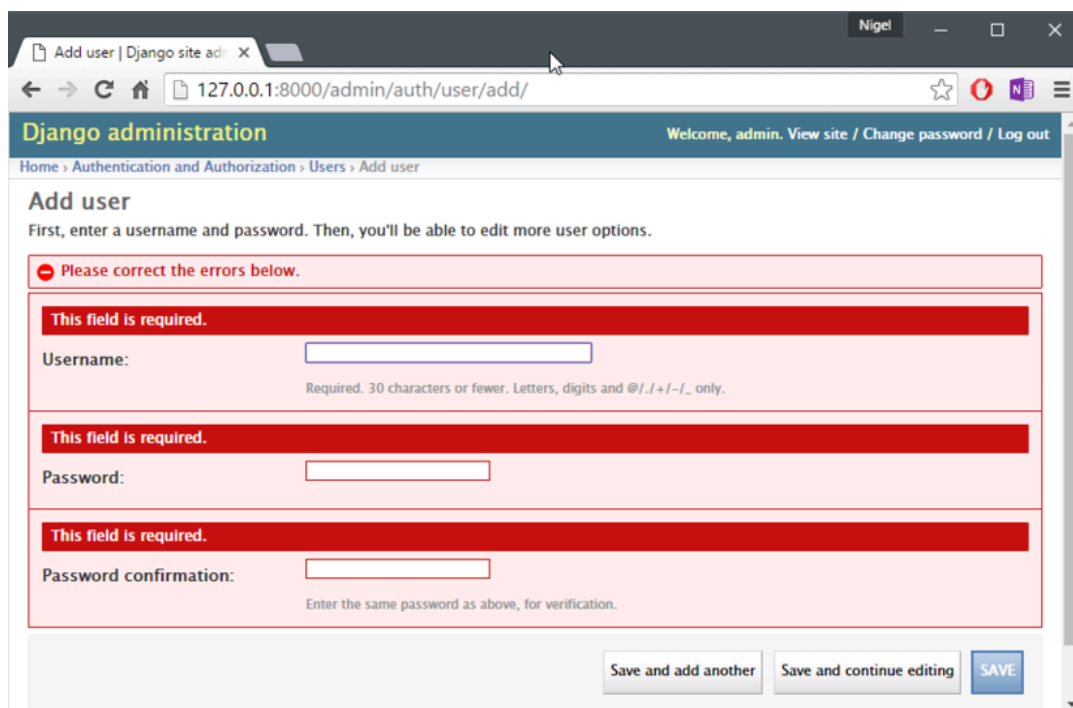 Nigel
Add user | Django site adr
127.0.0.1:8000/admin/auth/user/add/
Django administration
Welcome, admin. View site / Change password / Log out
Home › Authentication and Authorization › Users › Add user
Add user
First, enter a username and password. Then, you'll be able to edit more user options.
Please correct the errors below.
This field is required.
Username:
Required. 30 characters or fewer. Letters, digits and @/./+/-/_ only.
This field is required.
Password:
This field is required.
Password confirmation:
Enter the same password as above, for verification.
Save and add another Save and continue editing SAVE